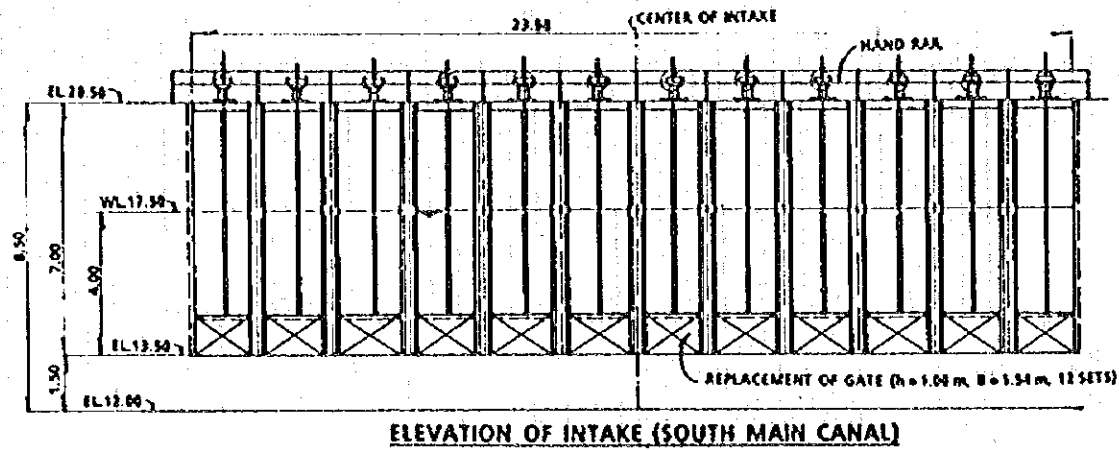 CENTER OF INTAKE
23.98
HAND RAIL
EL.20.50
WL.17.50
8.50
7.00
4.00
EL.13.50
REPLACEMENT OF GATE (h = 1.00 m, B = 1.54 m, 12 SETS)
1.50
EL.12.00
ELEVATION OF INTAKE (SOUTH MAIN CANAL)